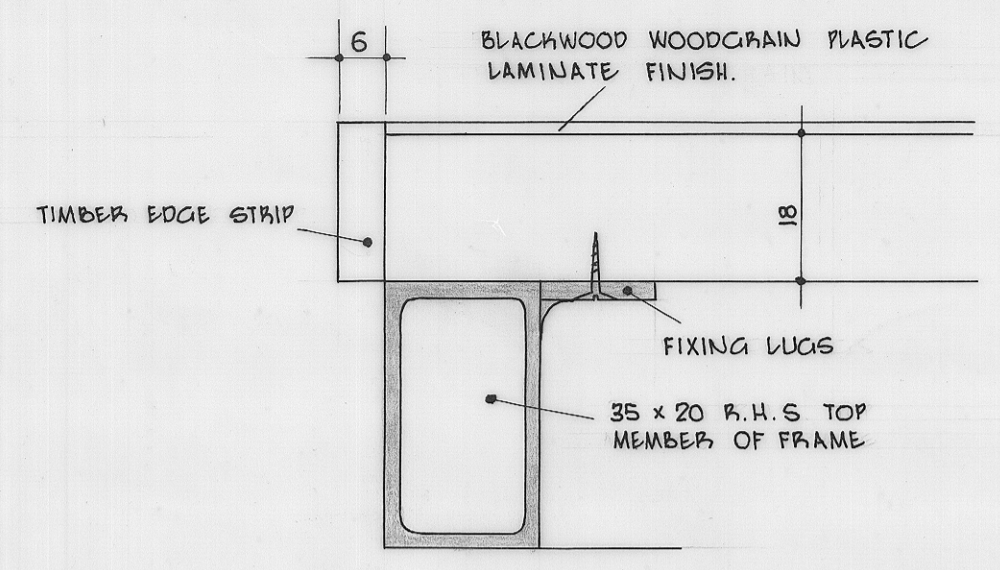 6
BLACKWOOD WOODGRAIN PLASTIC
LAMINATE FINISH.
TIMBER EDGE STRIP
18
FIXING LUGS
35 x 20 R.H.S TOP
MEMBER OF FRAME